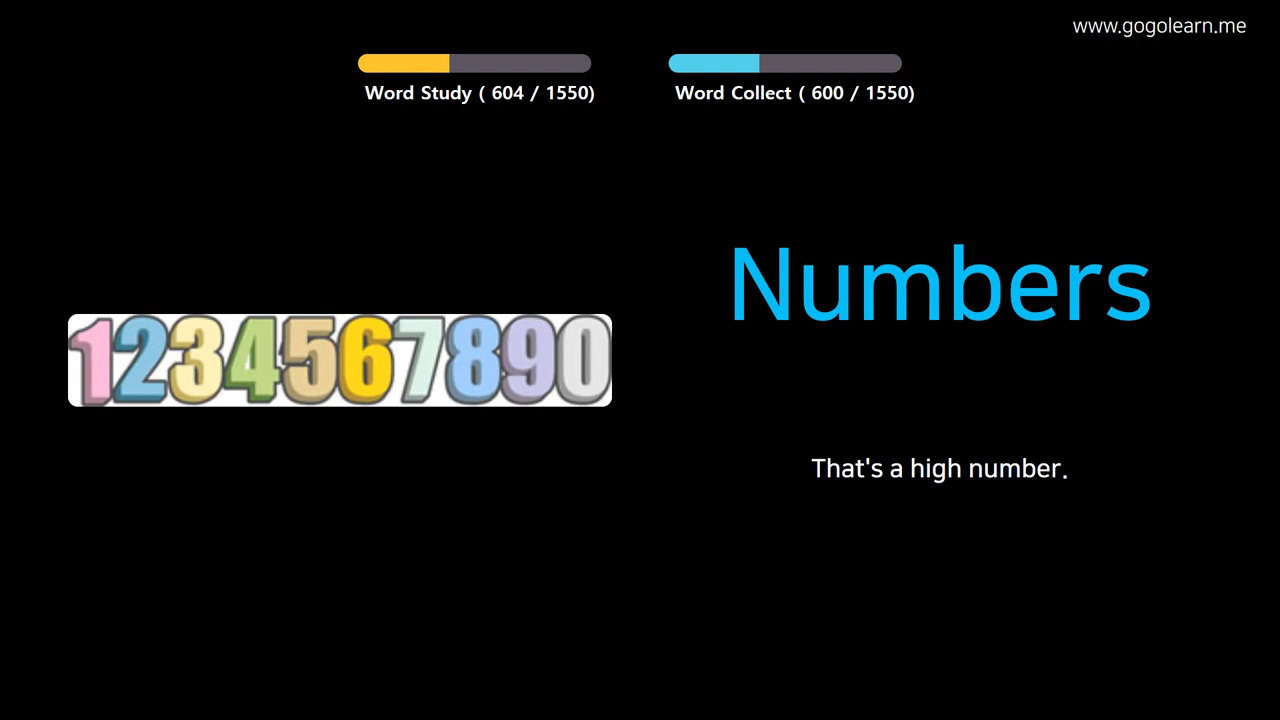 www.gogolearn.me
Word Study ( 604 / 1550)
Word Collect ( 600 / 1550)
Numbers
1234567890
That's a high number.